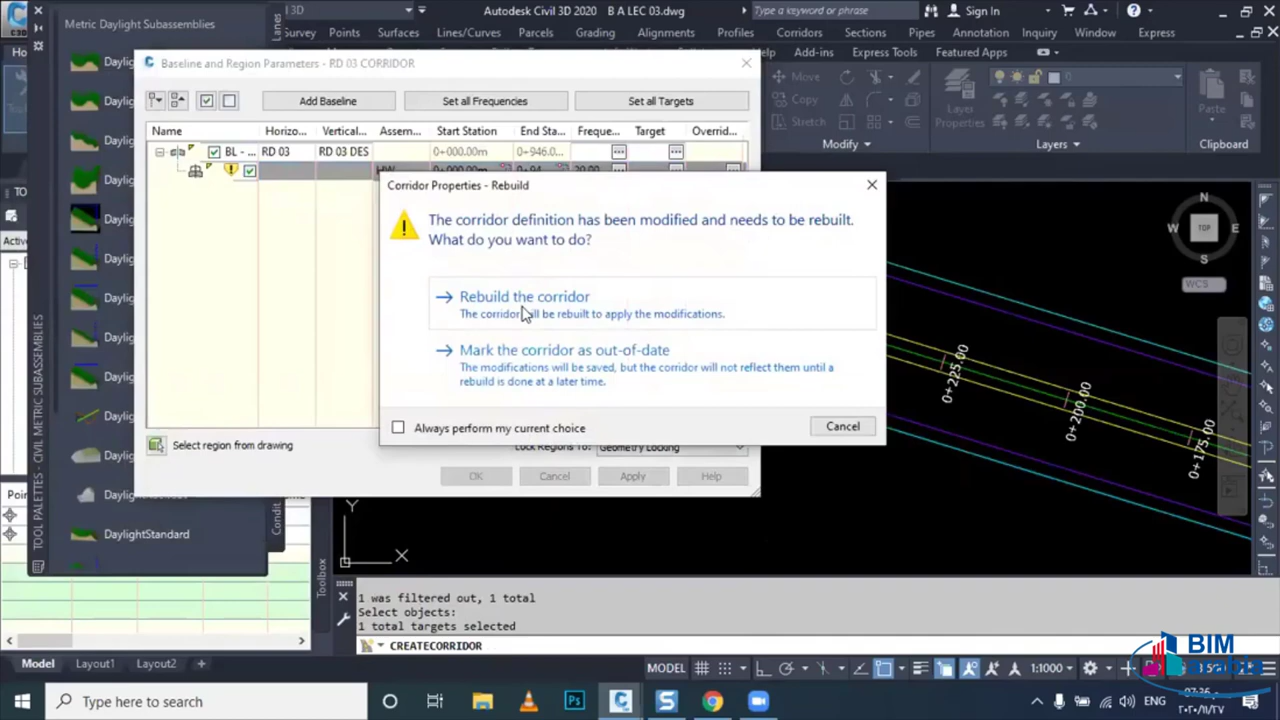 3D
Autodesk Civil 3D 2020
B A LEC 03.dwg
Type a keyword or phrase
Sign In
Survey
Points
Surfaces
Lines/Curves
Parcels
Grading
Alignments
Profiles
Corridors
Sections
Pipes
Annotation
Inquiry
Window
Express
Add-ins
Express Tools
Featured Apps
Metric Daylight Subassemblies
Lanes
Baseline and Region Parameters - RD 03 CORRIDOR
Add Baseline
Set all Frequencies
Set all Targets
Name
Horizo...
Vertical...
Assem...
Start Station
End Sta...
Freque...
Target
Overrid...
BL - ...
RD 03
RD 03 DES
0+000.00m
0+946.0
Move
Copy
Stretch
Modify
Layer
Properties
0
Layers
Paste
Corridor Properties - Rebuild
The corridor definition has been modified and needs to be rebuilt.
What do you want to do?
Rebuild the corridor
The corridor will be rebuilt to apply the modifications.
Mark the corridor as out-of-date
The modifications will be saved, but the corridor will not reflect them until a
rebuild is done at a later time.
Always perform my current choice
Cancel
Select region from drawing
Lock Regions To:
Geometry Locking
OK
Cancel
Apply
Help
DaylightStandard
TOOL PALETTES - CIVIL METRIC SUBASSEMBLIES
Condit
Toolbox
N
W
TOP
E
S
WCS
0+225.00
0+200.00
0+175.00
Y
X
1 was filtered out, 1 total
Select objects:
1 total targets selected
CREATECORRIDOR
Model
Layout1
Layout2
+
MODEL
1:1000
BIM
arabia
Type here to search
ENG